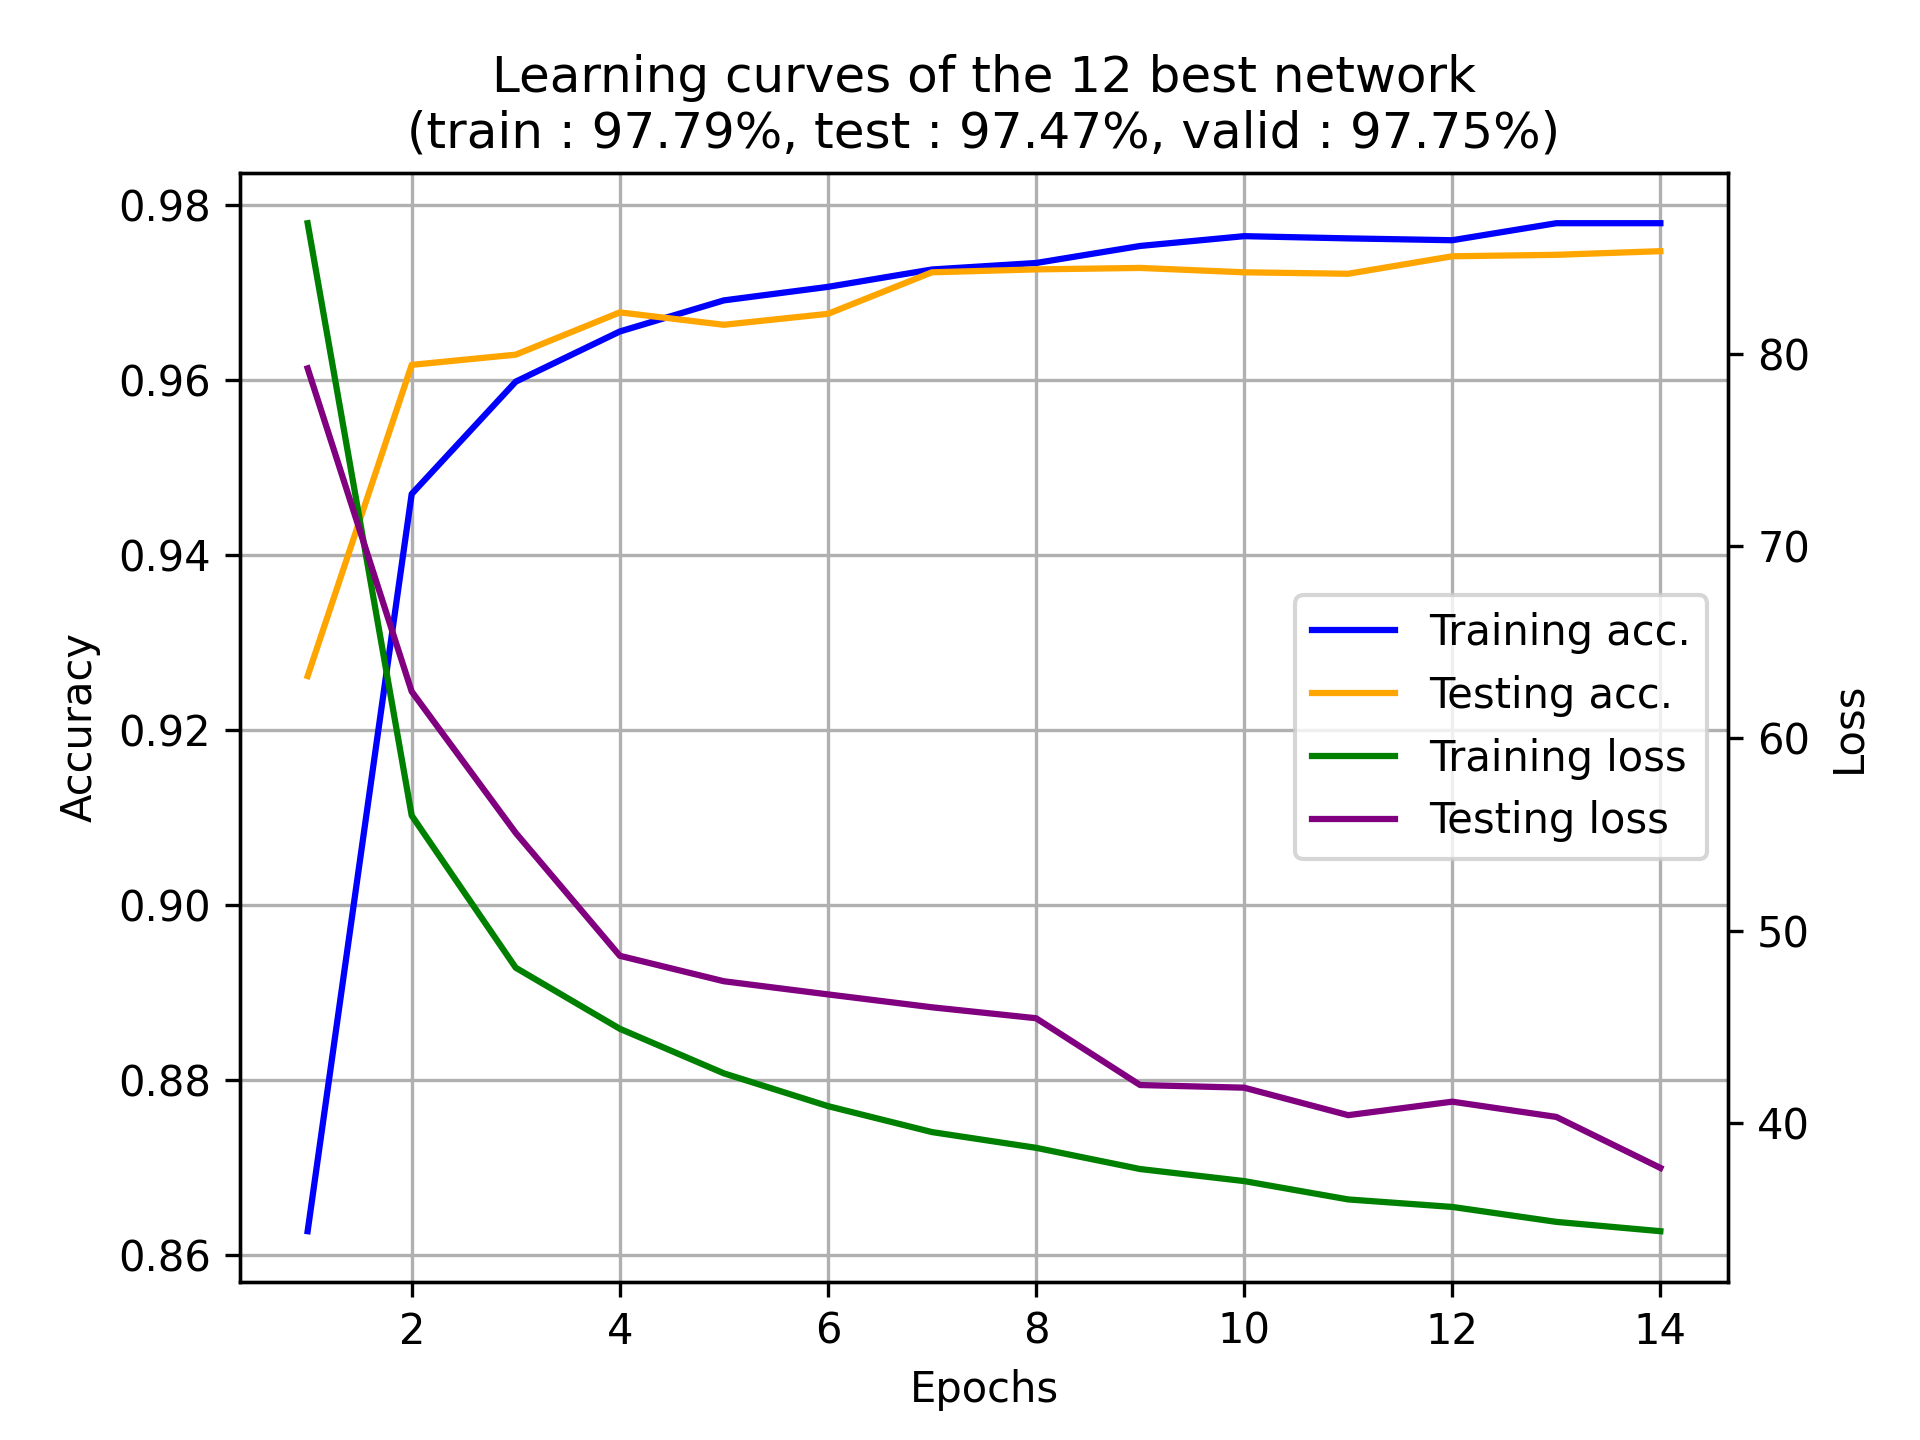 Learning curves of the 12 best network
(train : 97.79%, test : 97.47%, valid : 97.75%)
0.98
0.96
0.94
0.92
0.90
0.88
0.86
Accuracy
80
70
60
50
40
Loss
Training acc.
Testing acc.
Training loss
Testing loss
2 4 6 8 10 12 14
Epochs